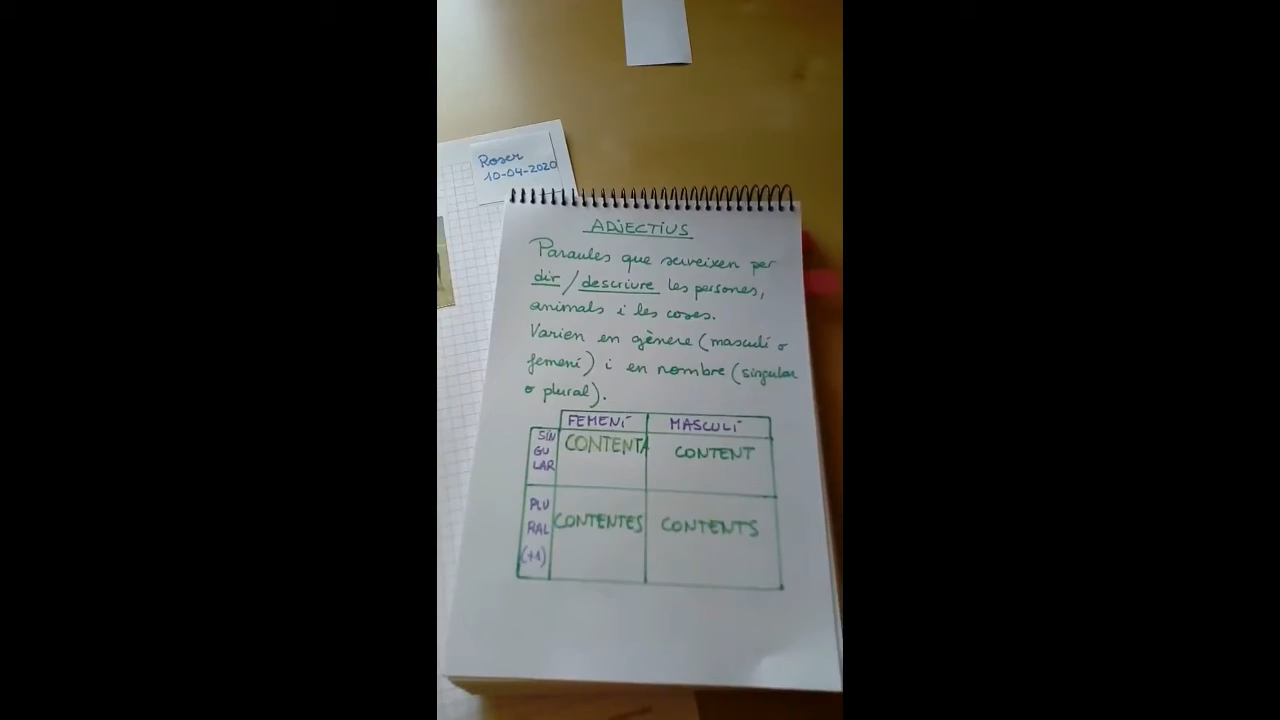 Roser
10-04-2020
ADJECTIUS
Paraules que serveixen per
dir / descriure les persones,
animals i les coses.
Varien en gènere (masculí o
femení) i en nombre (singular
o plural).
FEMENÍ MASCULÍ
SIN
GU
LAR
CONTENTA CONTENT
PLU
RAL
(+1)
CONTENTES CONTENTS